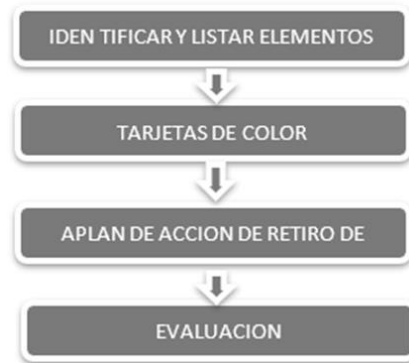 IDEN TIFICAR Y LISTAR ELEMENTOS
TARJETAS DE COLOR
APLAN DE ACCION DE RETIRO DE
EVALUACION